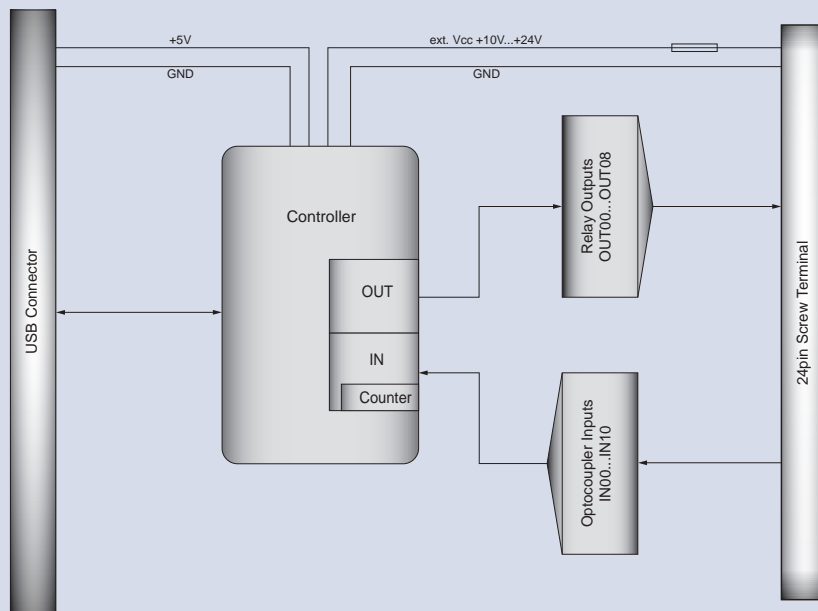 +5V
ext. Vcc +10V...+24V
GND
GND
Controller
OUT
IN
Counter
USB Connector
Relay Outputs
OUT00...OUT08
Optocoupler Inputs
IN00...IN10
24pin Screw Terminal